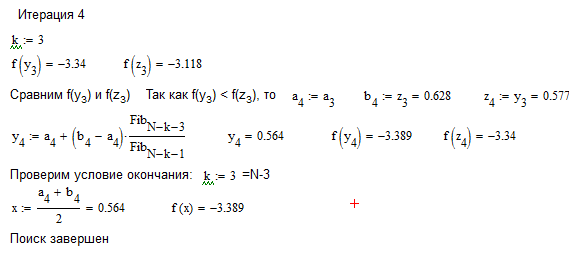 Итерация 4
k := 3
f(y₃) = −3.34 f(z₃) = −3.118
Сравним f(y₃) и f(z₃) Так как f(y₃) < f(z₃), то a₄ := a₃ b₄ := z₃ = 0.628 z₄ := y₃ = 0.577
y₄ := a₄ + (b₄ − a₄)·Fib_{N−k−3}/Fib_{N−k−1} y₄ = 0.564 f(y₄) = −3.389 f(z₄) = −3.34
Проверим условие окончания: k := 3 =N-3
x := (a₄ + b₄)/2 = 0.564 f(x) = −3.389
Поиск завершен